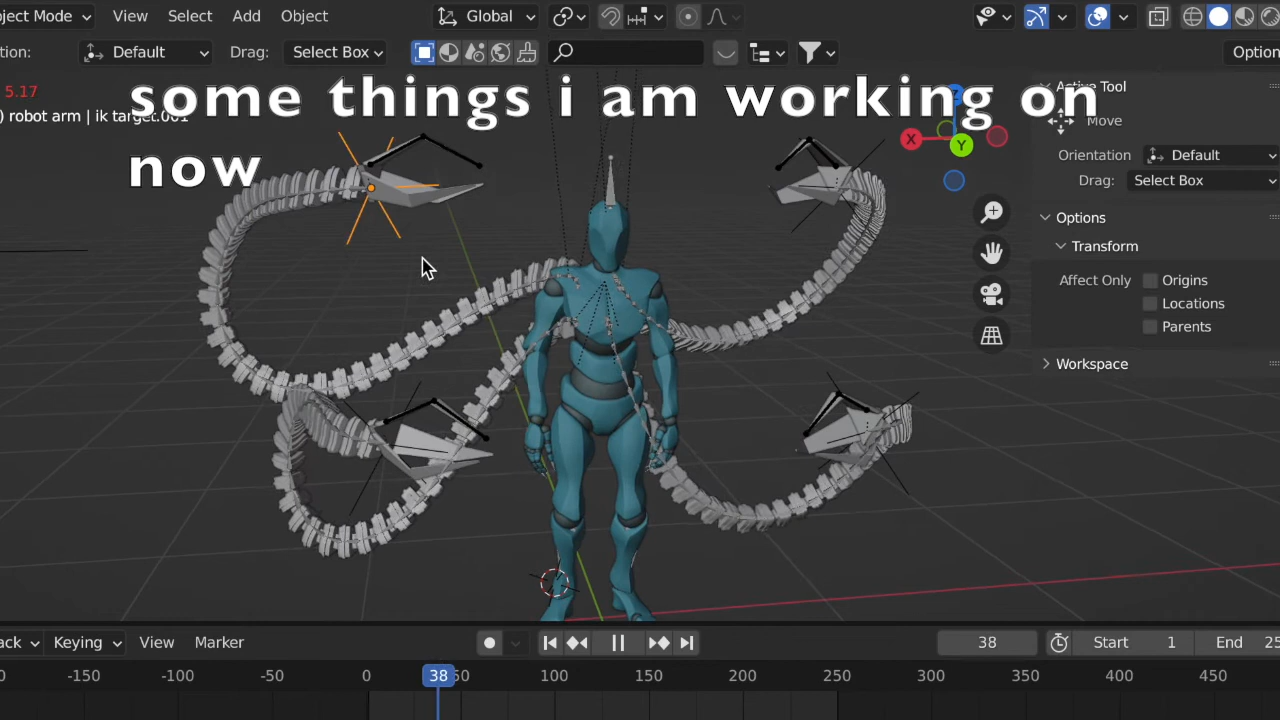 ject Mode View Select Add Object Global
tion: Default Drag: Select Box Option
5.17
) robot arm | ik target.001
some things i am working on
now
X
Y
Z
Active Tool
Move
Orientation Default
Drag: Select Box
Options
Transform
Affect Only Origins
Locations
Parents
Workspace
ack Keying View Marker 38 Start 1 End 25
-150 -100 -50 0 38 50 100 150 200 250 300 350 400 450